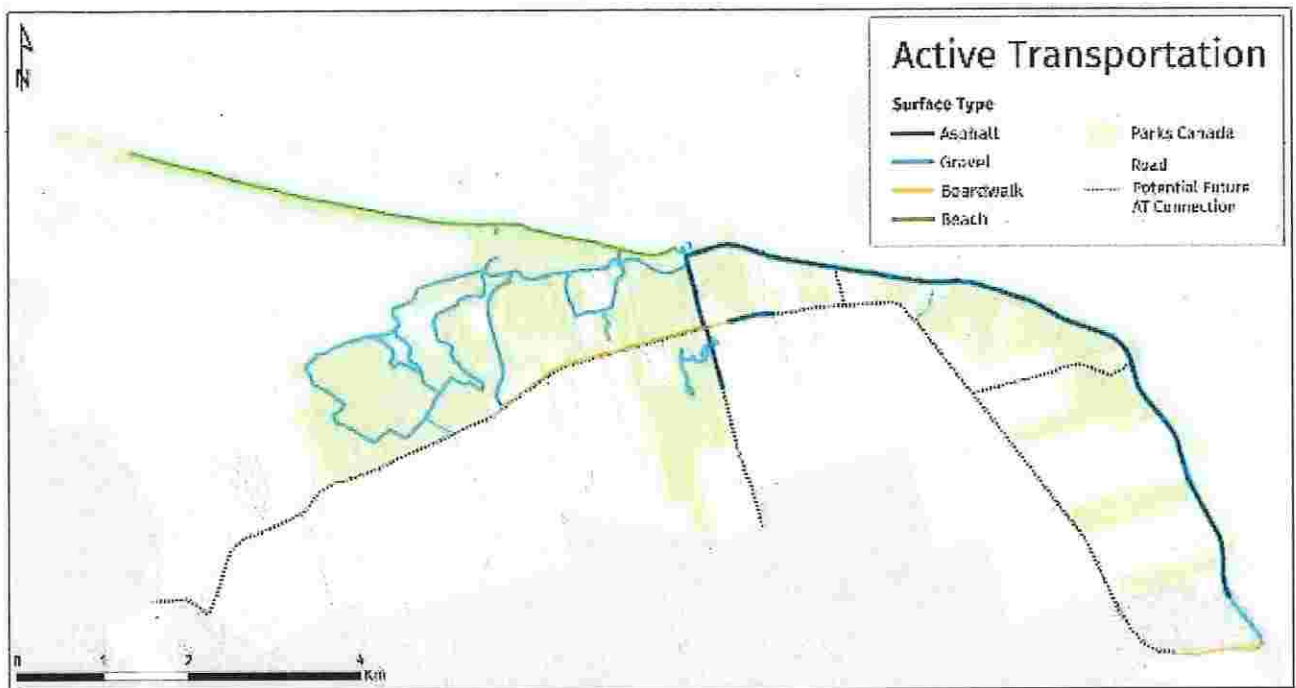 N
Active Transportation
Surface Type
Asphalt
Gravel
Boardwalk
Beach
Parks Canada
Road
Potential Future
AT Connection
0 1 2 4
Km